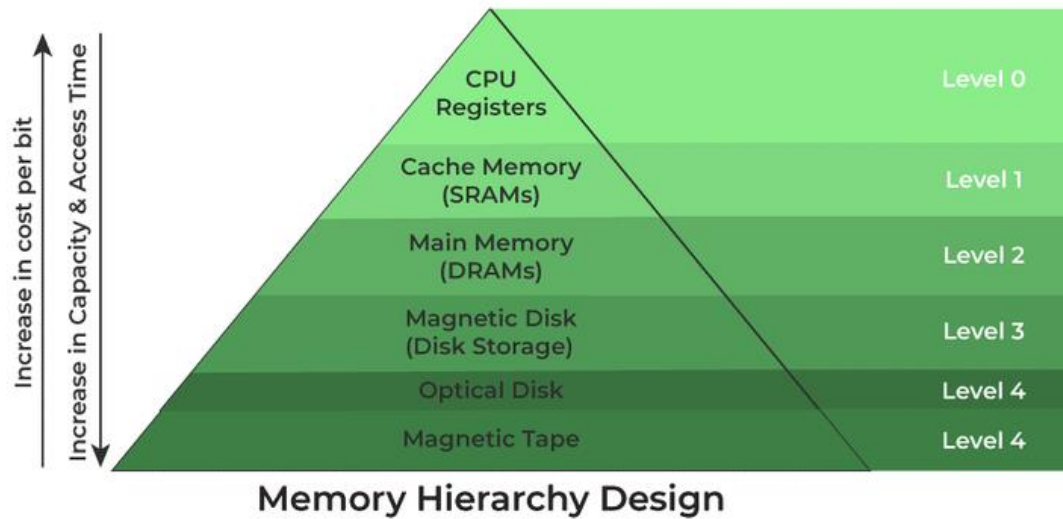 Increase in cost per bit
Increase in Capacity & Access Time
CPU
Registers
Level 0
Cache Memory
(SRAMs)
Level 1
Main Memory
(DRAMs)
Level 2
Magnetic Disk
(Disk Storage)
Level 3
Optical Disk
Level 4
Magnetic Tape
Level 4
Memory Hierarchy Design